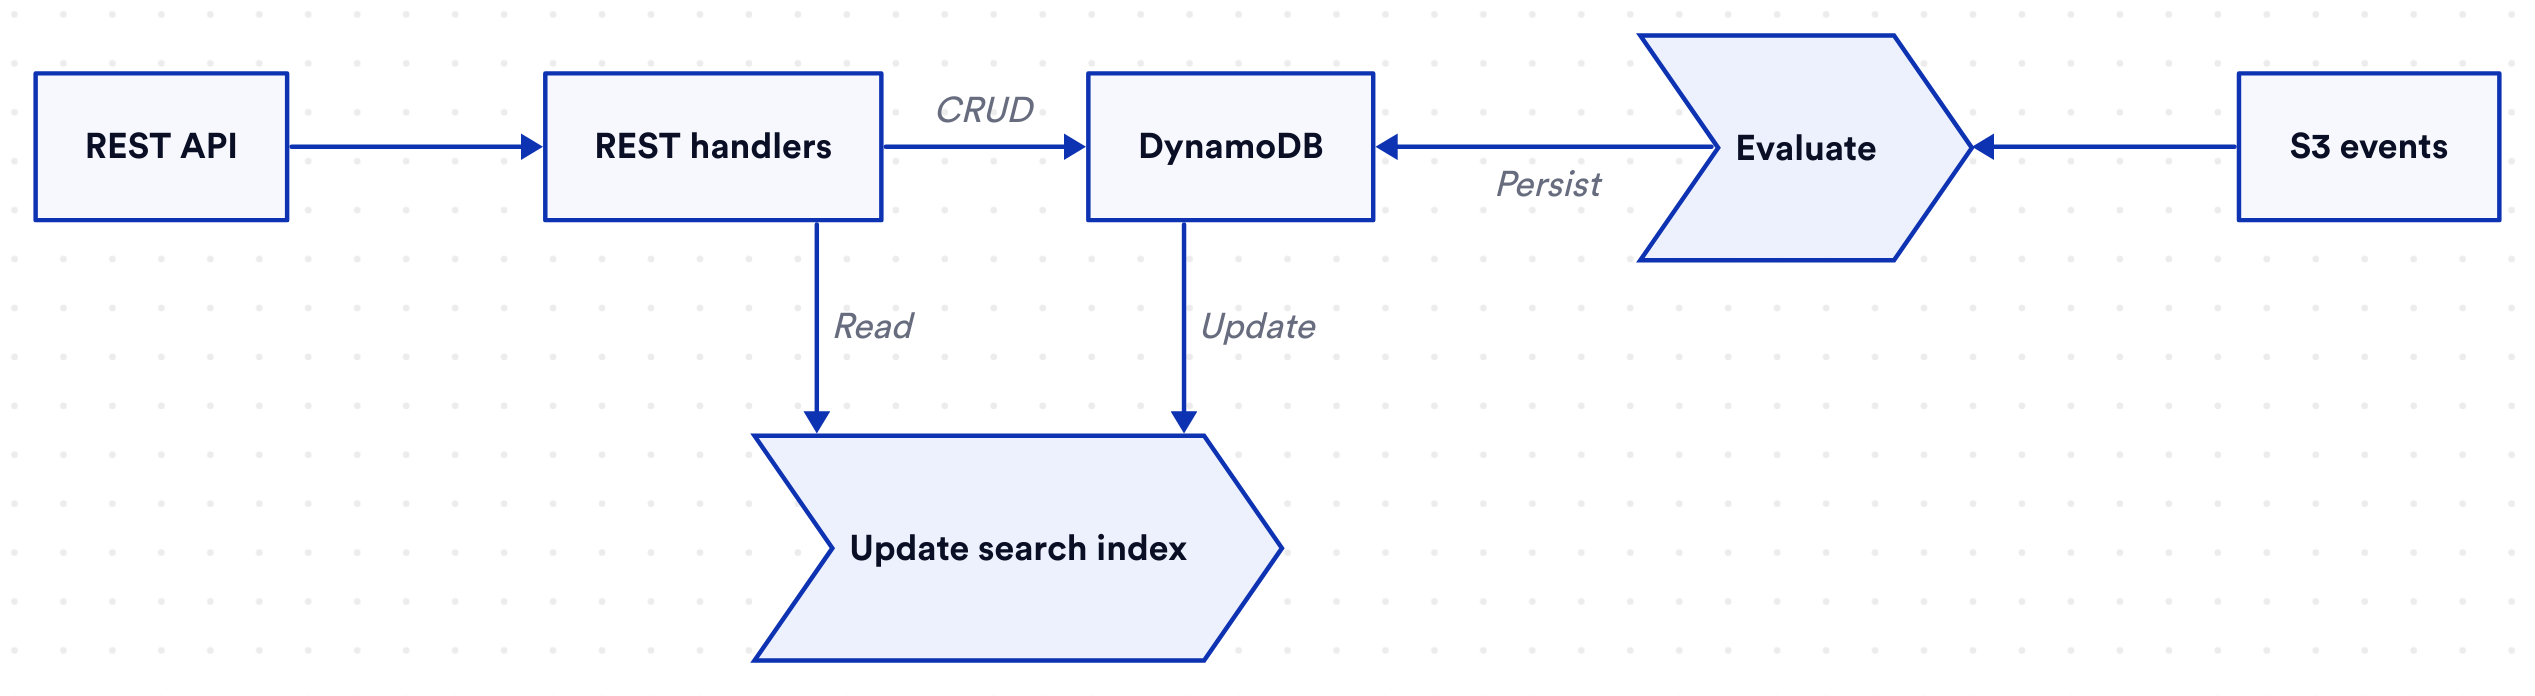 REST API
REST handlers
CRUD
DynamoDB
Persist
Evaluate
S3 events
Read
Update
Update search index